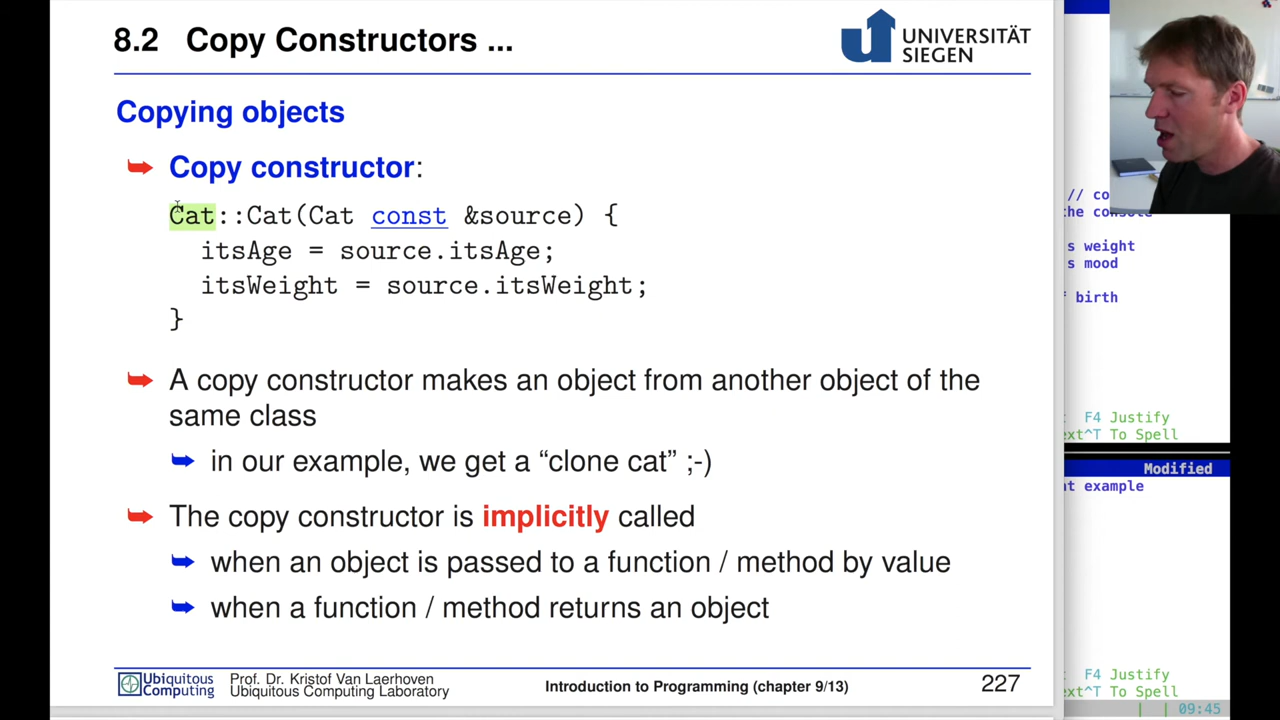 8.2 Copy Constructors ...
UNIVERSITÄT
SIEGEN
Copying objects
Copy constructor:
Cat::Cat(Cat const &source) {
itsAge = source.itsAge;
itsWeight = source.itsWeight;
}
A copy constructor makes an object from another object of the
same class
in our example, we get a “clone cat” ;-)
The copy constructor is implicitly called
when an object is passed to a function / method by value
when a function / method returns an object
Ubiquitous
Computing
Prof. Dr. Kristof Van Laerhoven
Ubiquitous Computing Laboratory
Introduction to Programming (chapter 9/13)
227
// co
the console
s weight
s mood
f birth
F4 Justify
ext^T To Spell
Modified
at example
F4 Justify
ext^T To Spell
09:45